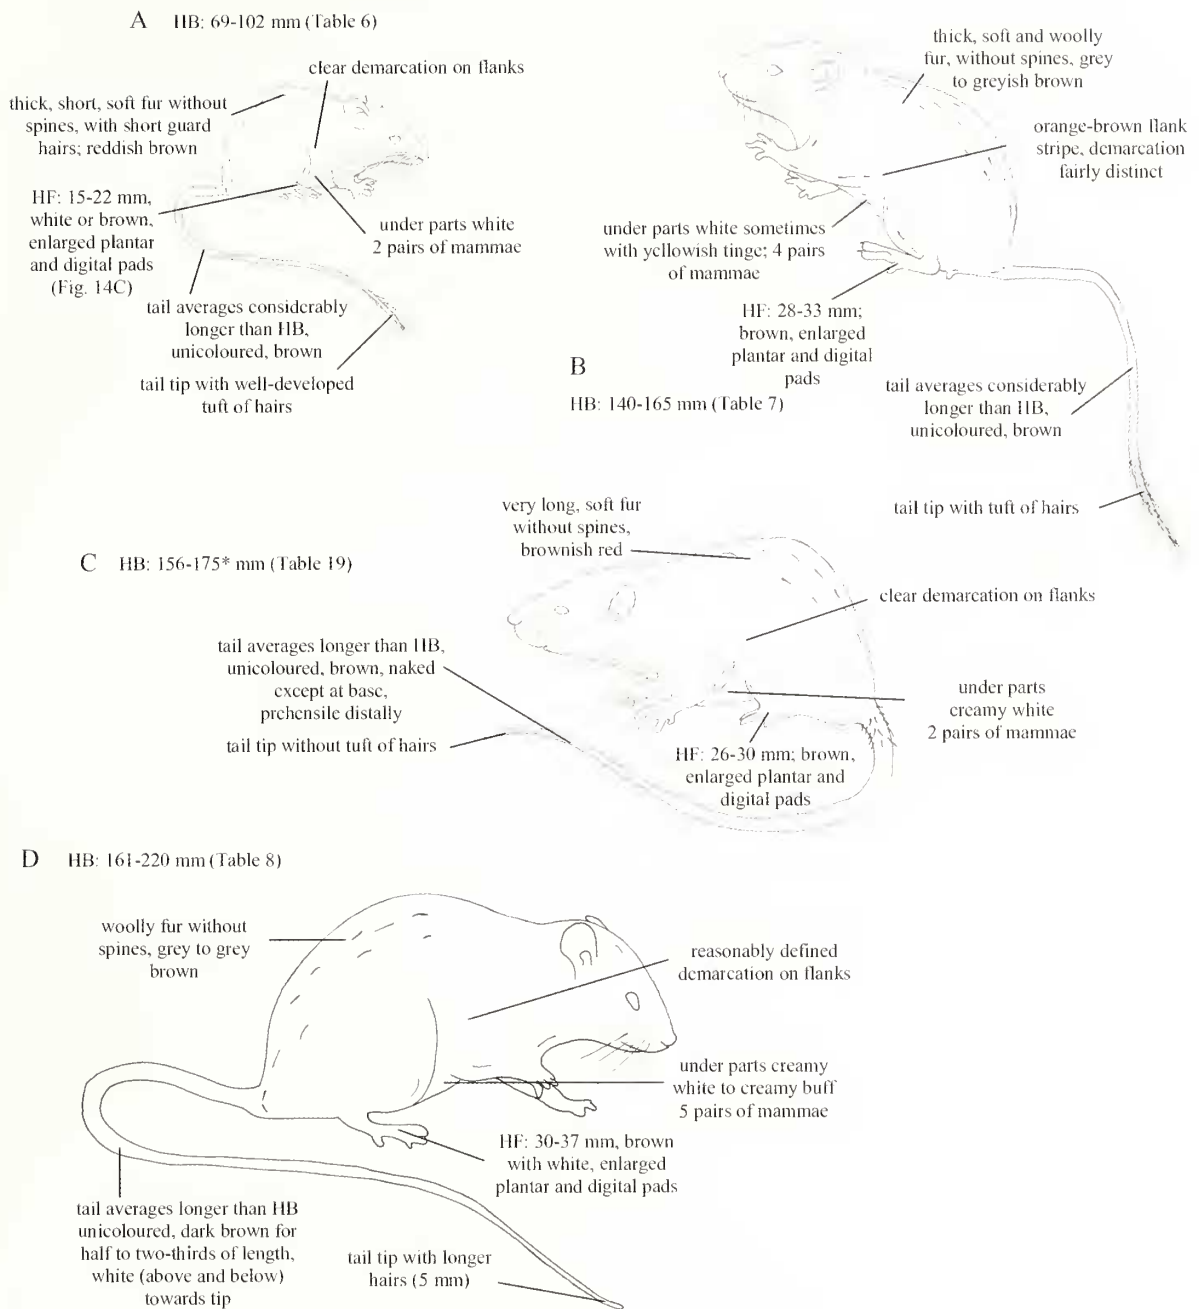 A HB: 69-102 mm (Table 6)
clear demarcation on flanks
thick, short, soft fur without
spines, with short guard
hairs; reddish brown
HF: 15-22 mm,
white or brown,
enlarged plantar
and digital pads
(Fig. 14C)
under parts white
2 pairs of mammae
tail averages considerably
longer than HB,
unicoloured, brown
tail tip with well-developed
tuft of hairs
thick, soft and woolly
fur, without spines, grey
to greyish brown
orange-brown flank
stripe, demarcation
fairly distinct
under parts white sometimes
with yellowish tinge; 4 pairs
of mammae
HF: 28-33 mm;
brown, enlarged
plantar and digital
pads
B
HB: 140-165 mm (Table 7)
tail averages considerably
longer than HB,
unicoloured, brown
tail tip with tuft of hairs
C HB: 156-175* mm (Table 19)
very long, soft fur
without spines,
brownish red
clear demarcation on flanks
tail averages longer than HB,
unicoloured, brown, naked
except at base,
prehensile distally
tail tip without tuft of hairs
under parts
creamy white
2 pairs of mammae
HF: 26-30 mm; brown,
enlarged plantar and
digital pads
D HB: 161-220 mm (Table 8)
woolly fur without
spines, grey to grey
brown
reasonably defined
demarcation on flanks
under parts creamy
white to creamy buff
5 pairs of mammae
HF: 30-37 mm, brown
with white, enlarged
plantar and digital pads
tail averages longer than HB
unicoloured, dark brown for
half to two-thirds of length,
white (above and below)
towards tip
tail tip with longer
hairs (5 mm)